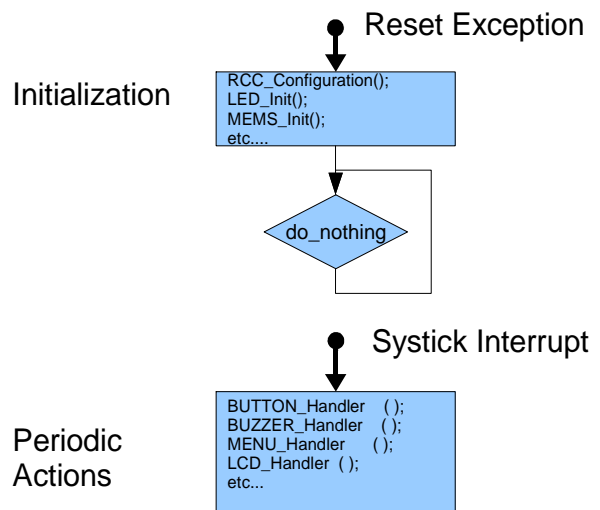 Reset Exception
Initialization
RCC_Configuration();
LED_Init();
MEMS_Init();
etc....
do_nothing
Systick Interrupt
Periodic
Actions
BUTTON_Handler ( );
BUZZER_Handler ( );
MENU_Handler ( );
LCD_Handler ( );
etc...